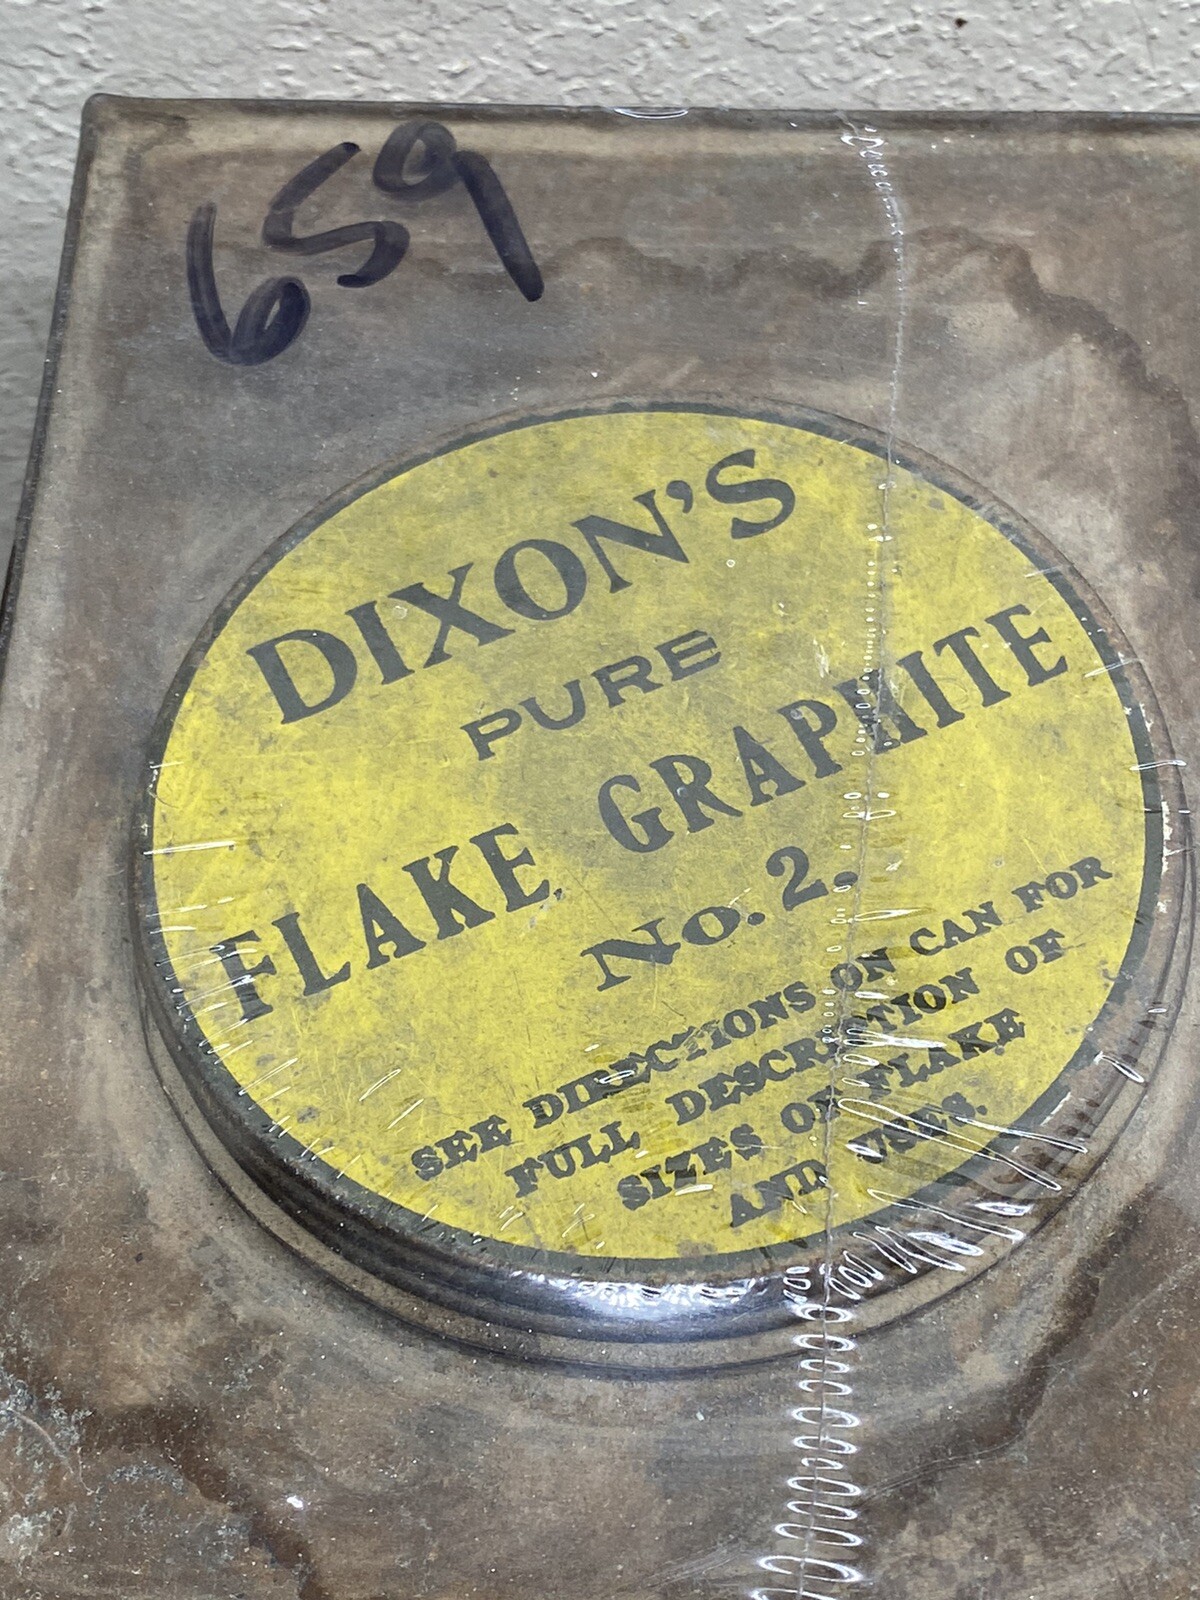 659
DIXON'S
PURE
FLAKE GRAPHITE
No. 2.
SEE DIRECTIONS ON CAN FOR
FULL DESCRIPTION OF
SIZES OF FLAKE
AND USES.